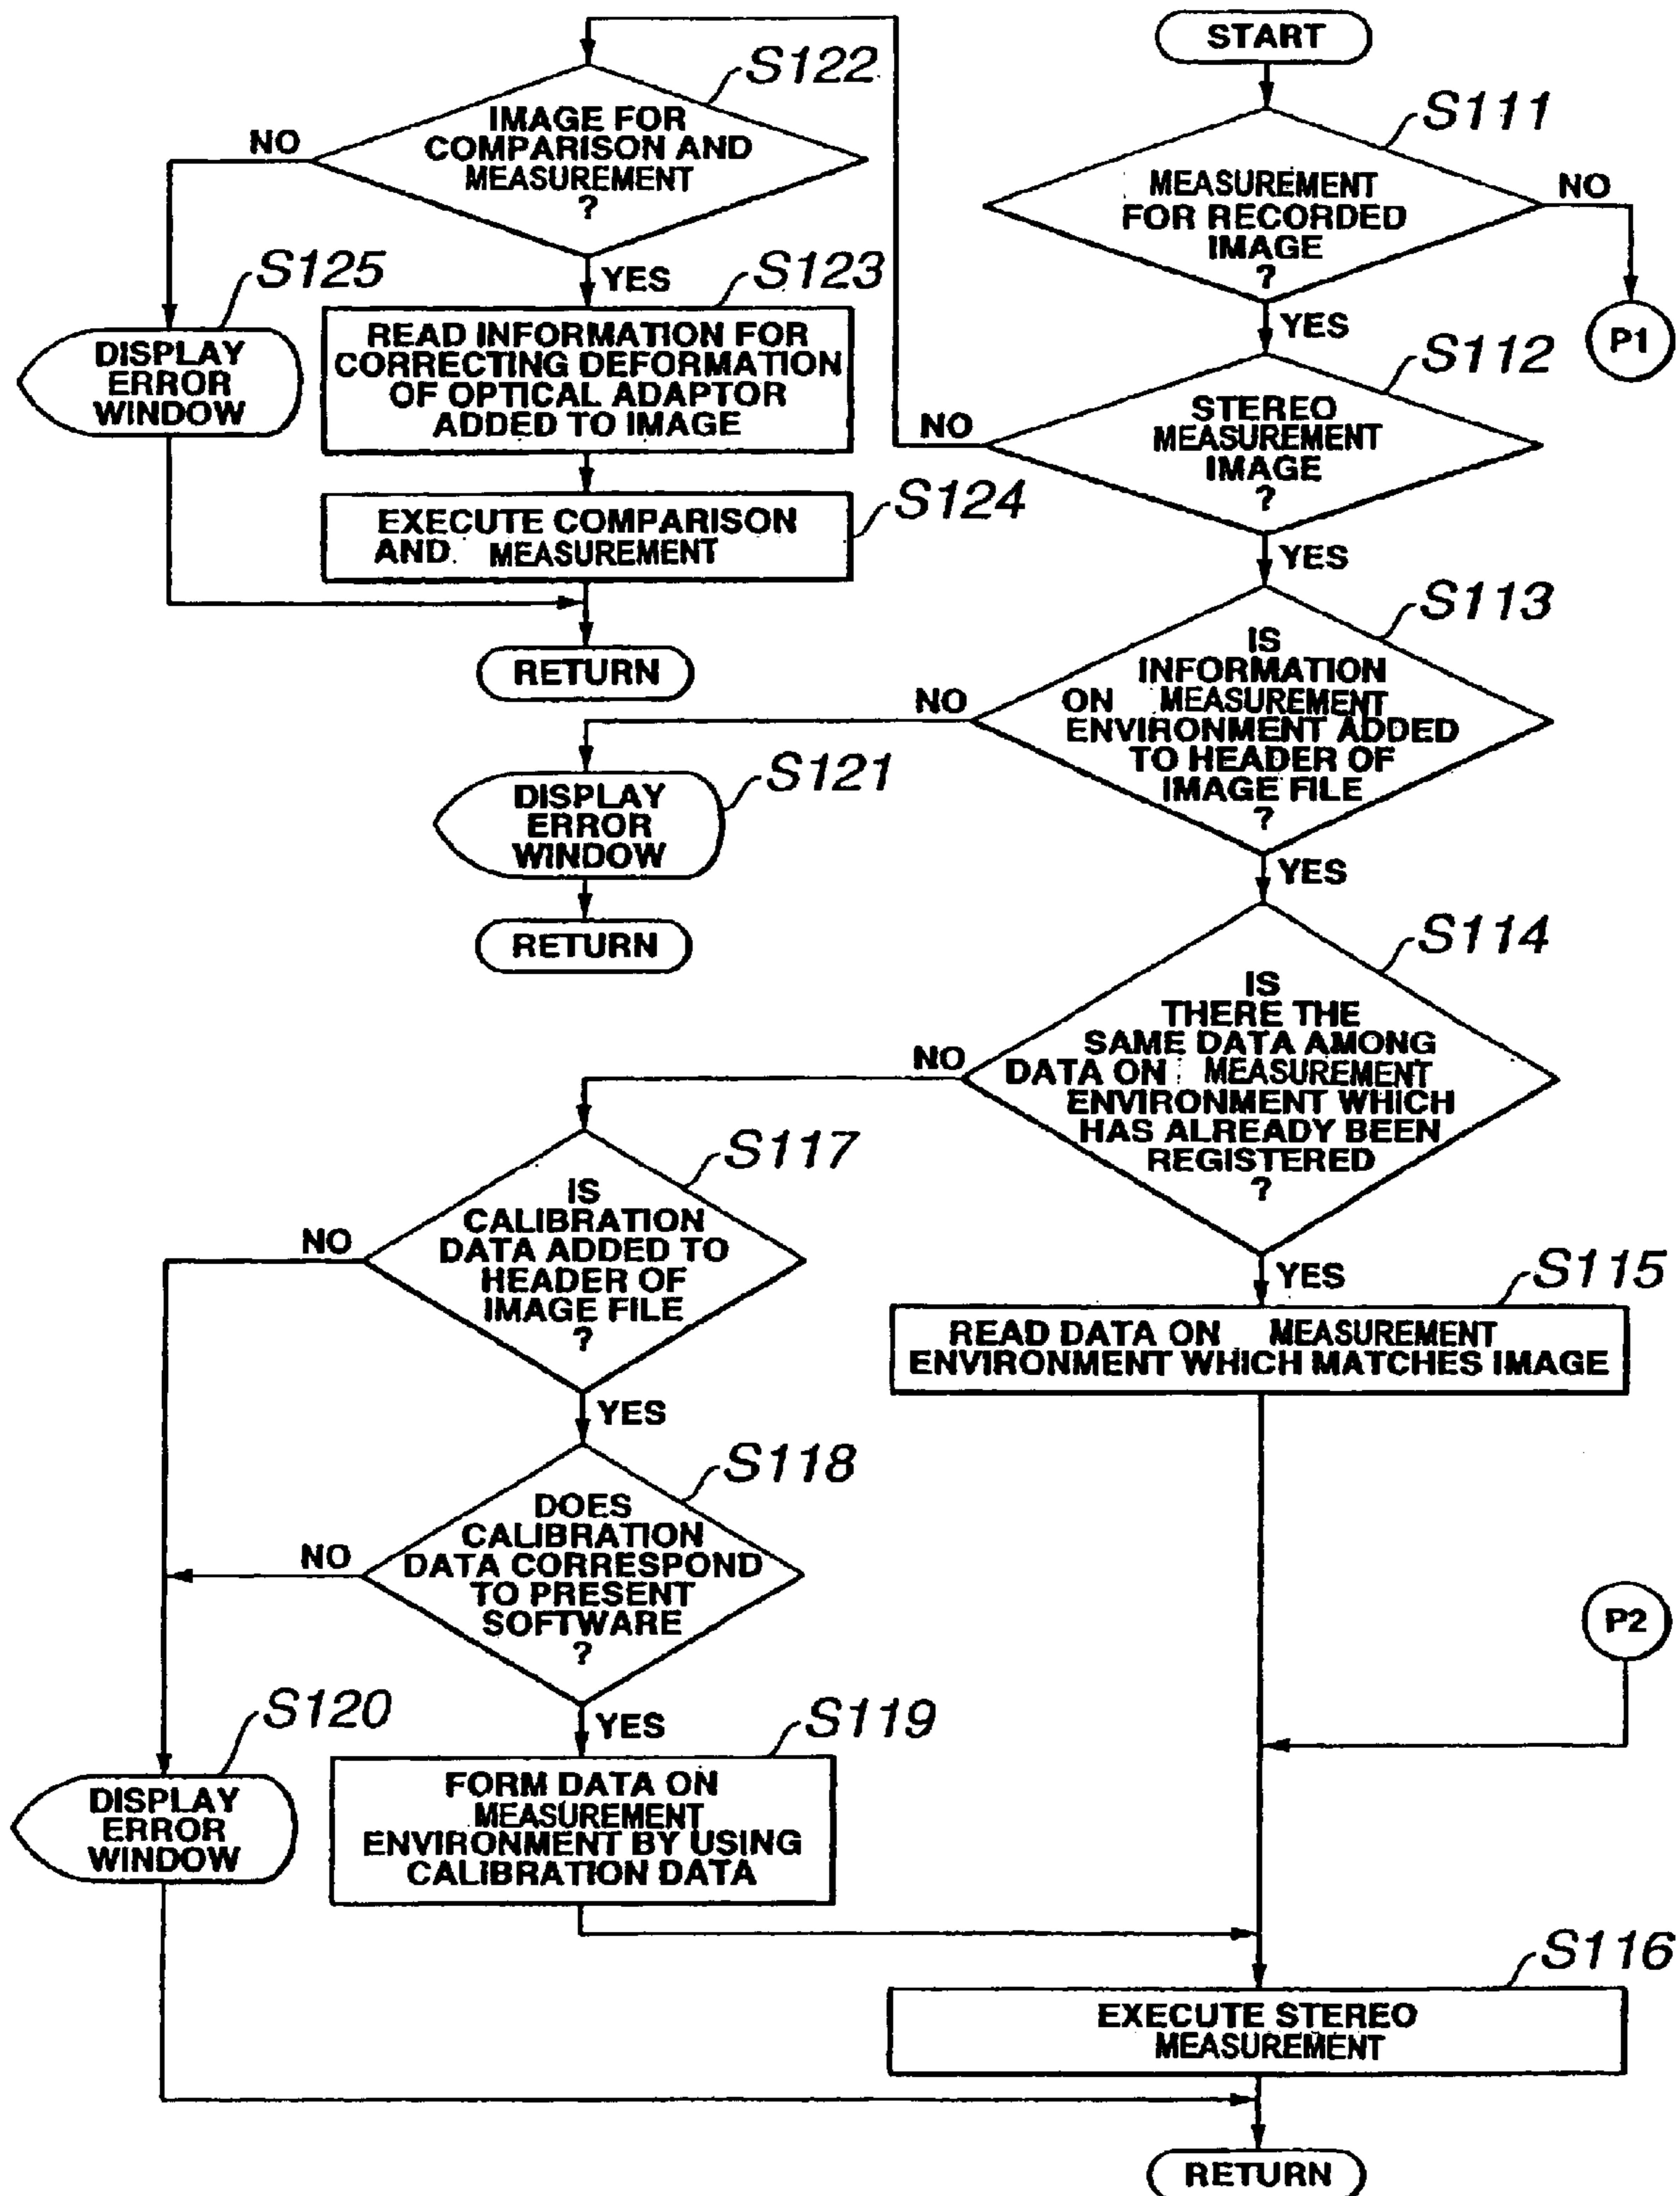 START
S111
MEASUREMENT
FOR RECORDED
IMAGE
?
NO
P1
YES
S112
STEREO
MEASUREMENT
IMAGE
?
NO
YES
S122
IMAGE FOR
COMPARISON AND
MEASUREMENT
?
NO
YES
S125
DISPLAY
ERROR
WINDOW
S123
READ INFORMATION FOR
CORRECTING DEFORMATION
OF OPTICAL ADAPTOR
ADDED TO IMAGE
S124
EXECUTE COMPARISON
AND MEASUREMENT
RETURN
S113
IS
INFORMATION
ON MEASUREMENT
ENVIRONMENT ADDED
TO HEADER OF
IMAGE FILE
?
NO
YES
S121
DISPLAY
ERROR
WINDOW
RETURN
S114
IS
THERE THE
SAME DATA AMONG
DATA ON MEASUREMENT
ENVIRONMENT WHICH
HAS ALREADY BEEN
REGISTERED
?
NO
YES
S115
READ DATA ON MEASUREMENT
ENVIRONMENT WHICH MATCHES IMAGE
S117
IS
CALIBRATION
DATA ADDED TO
HEADER OF
IMAGE FILE
?
NO
YES
S118
DOES
CALIBRATION
DATA CORRESPOND
TO PRESENT
SOFTWARE
?
NO
YES
P2
S120
DISPLAY
ERROR
WINDOW
S119
FORM DATA ON
MEASUREMENT
ENVIRONMENT BY USING
CALIBRATION DATA
S116
EXECUTE STEREO
MEASUREMENT
RETURN